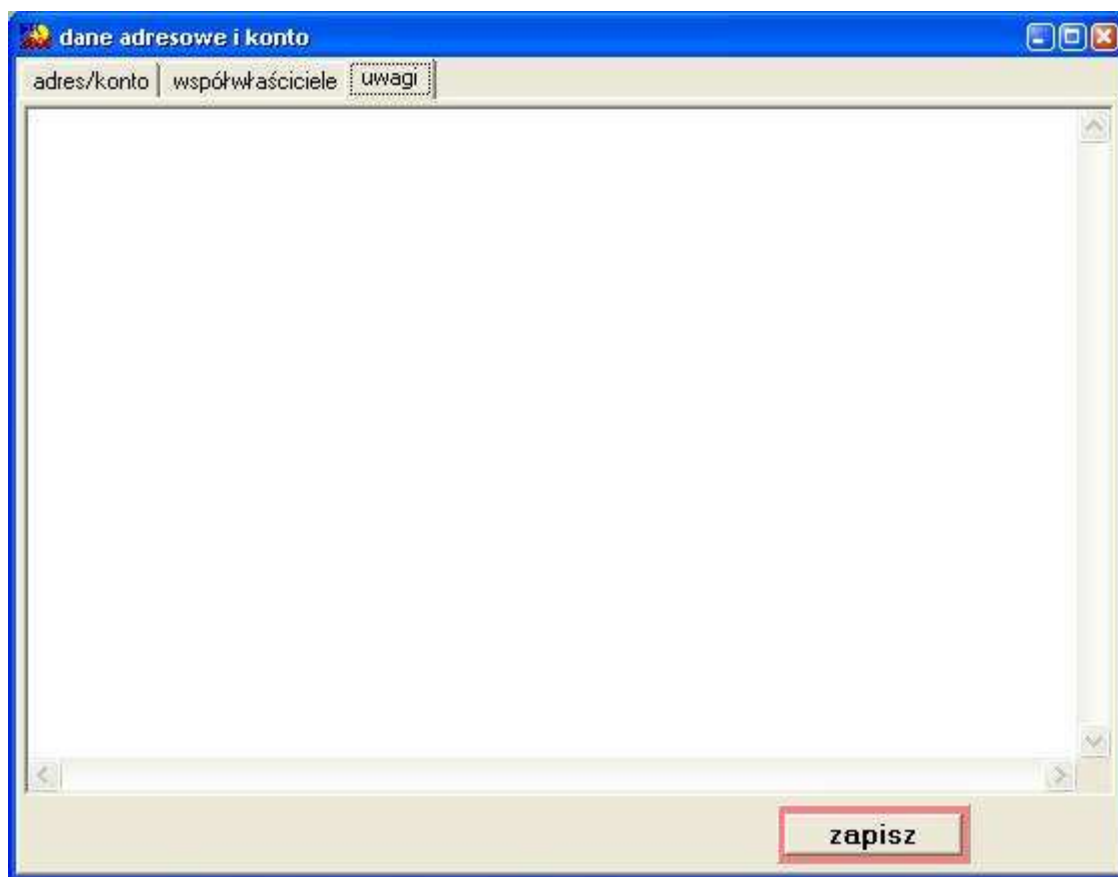 dane adresowe i konto
adres/konto współwłaściciele uwagi
zapisz